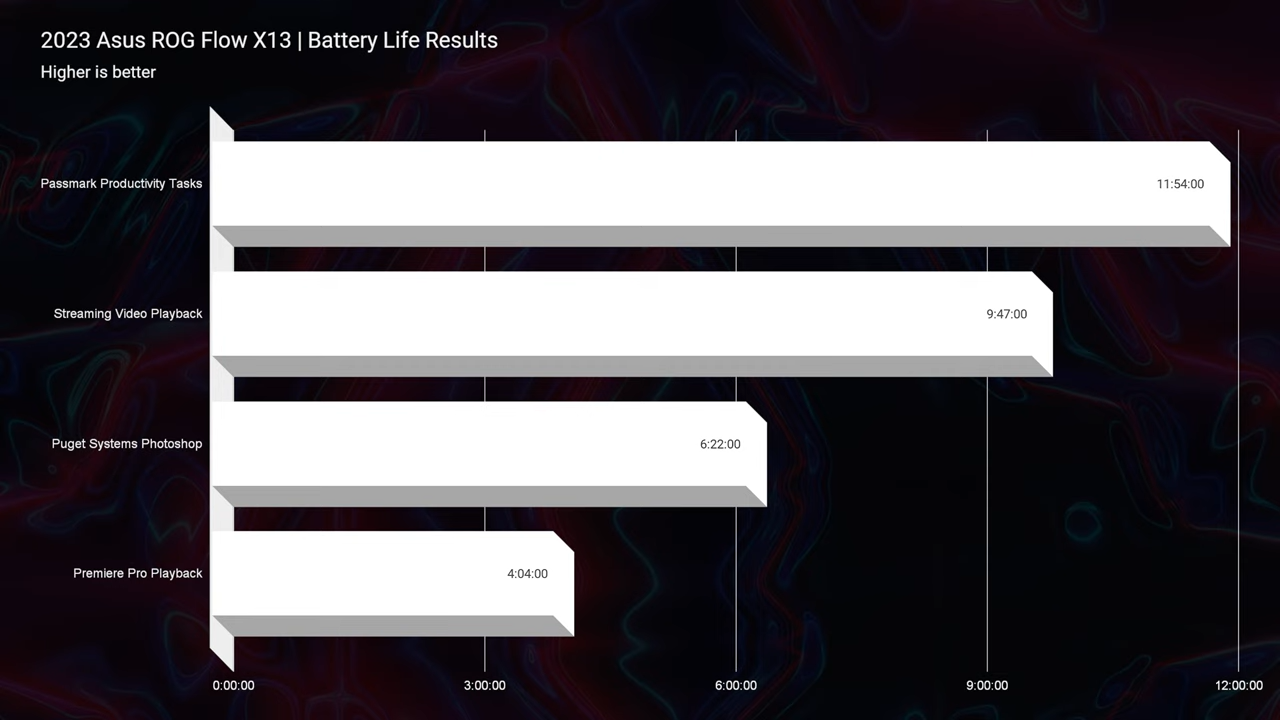 2023 Asus ROG Flow X13 | Battery Life Results
Higher is better
Passmark Productivity Tasks
11:54:00
Streaming Video Playback
9:47:00
Puget Systems Photoshop
6:22:00
Premiere Pro Playback
4:04:00
0:00:00
3:00:00
6:00:00
9:00:00
12:00:00